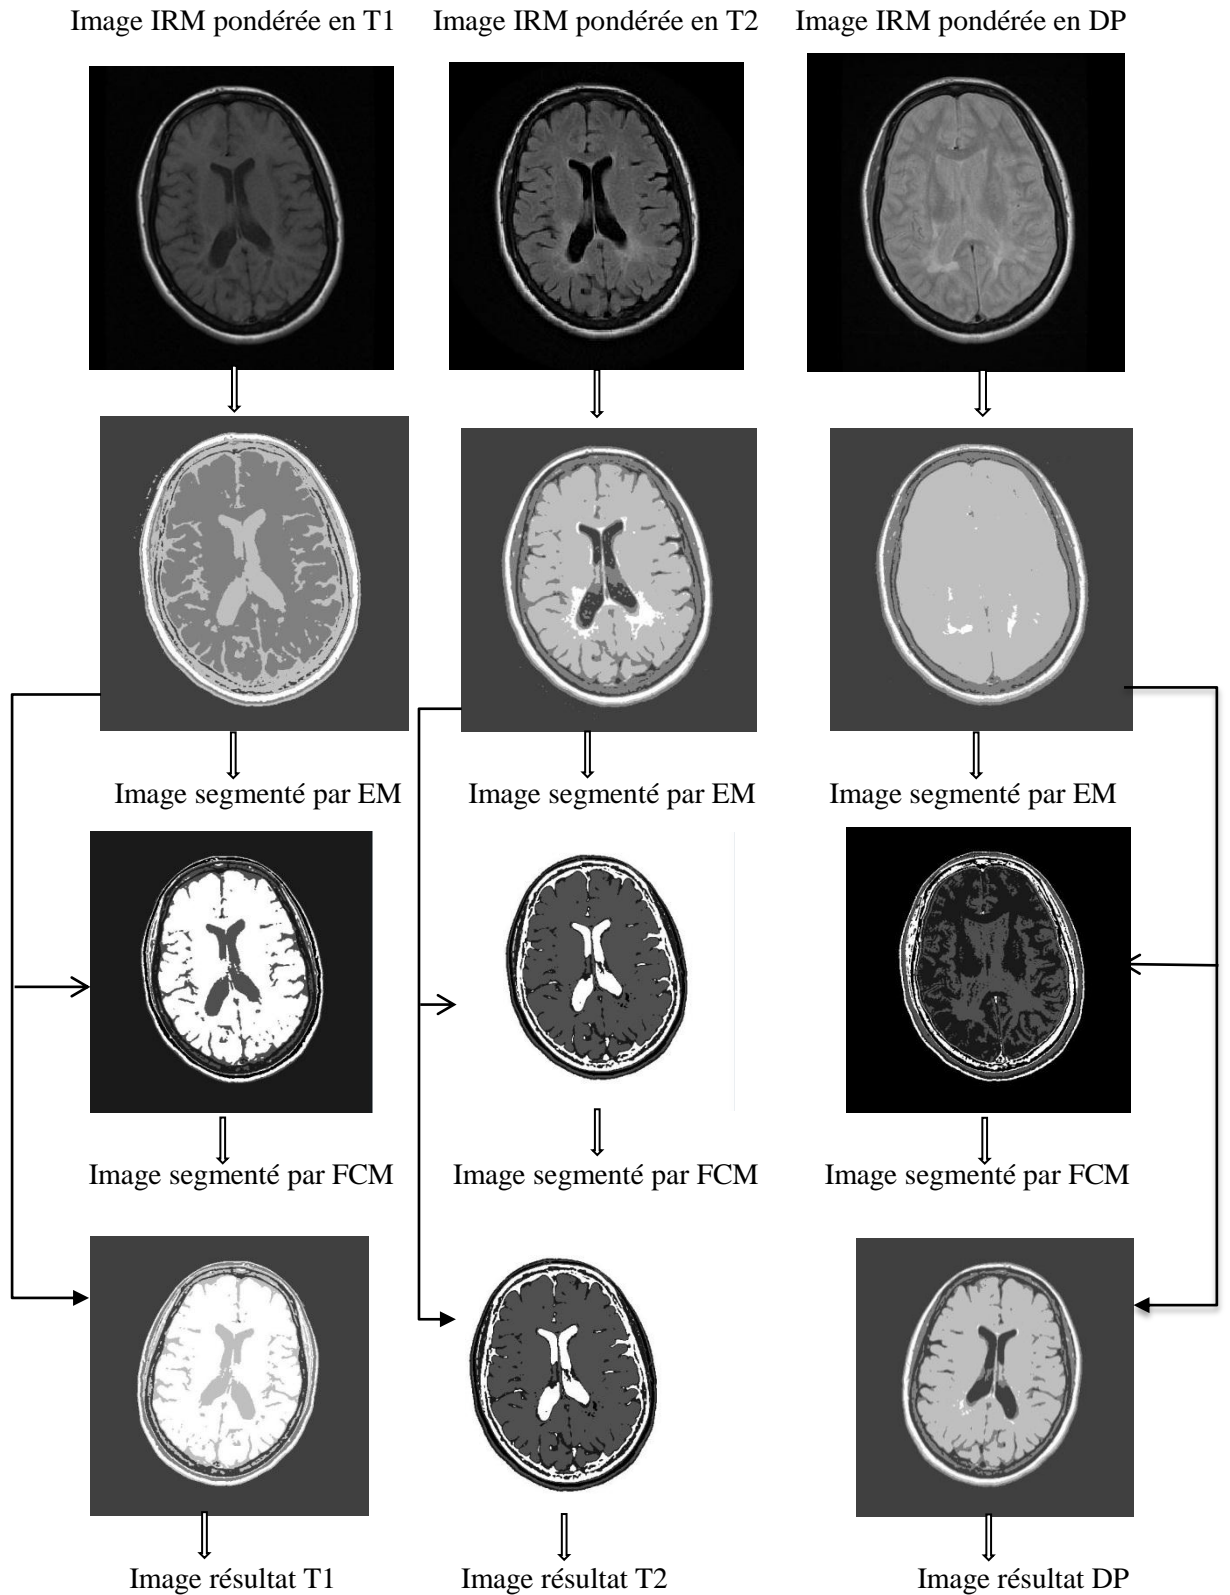 Image IRM pondérée en T1
Image IRM pondérée en T2
Image IRM pondérée en DP
Image segmenté par EM
Image segmenté par EM
Image segmenté par EM
Image segmenté par FCM
Image segmenté par FCM
Image segmenté par FCM
Image résultat T1
Image résultat T2
Image résultat DP